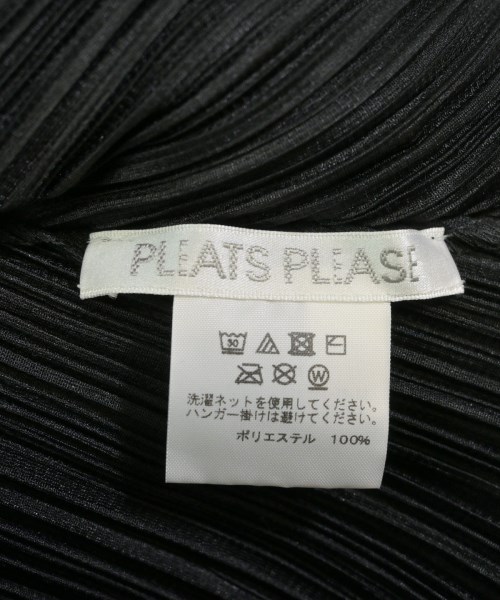 PLEATS PLEASE
30
W
洗濯ネットを使用してください。
ハンガー掛けは避けてください。
ポリエステル 100%